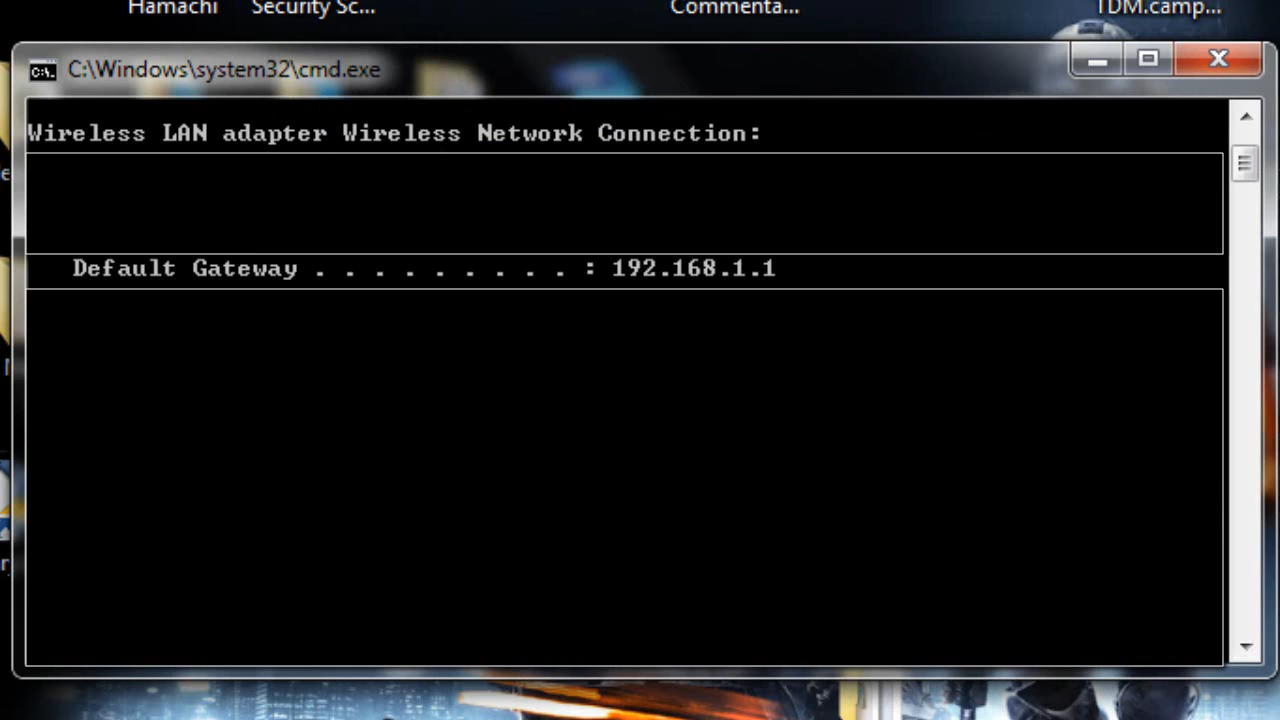 Hamachi Security Sc... Commenta... TDM.camp...
C:\Windows\system32\cmd.exe
Wireless LAN adapter Wireless Network Connection:
Default Gateway . . . . . . . . . : 192.168.1.1